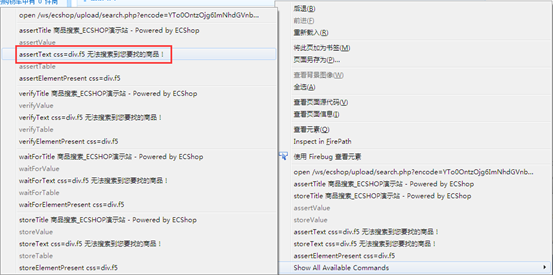 open /ws/ecshop/upload/search.php?encode=YTo0OntzOjg6ImNhdGVnb...
assertTitle 商品搜索_ECSHOP演示站 - Powered by ECShop
assertValue
assertText css=div.f5 无法搜索到您要找的商品！
assertTable
assertElementPresent css=div.f5
verifyTitle 商品搜索_ECSHOP演示站 - Powered by ECShop
verifyValue
verifyText css=div.f5 无法搜索到您要找的商品！
verifyTable
verifyElementPresent css=div.f5
waitForTitle 商品搜索_ECSHOP演示站 - Powered by ECShop
waitForValue
waitForText css=div.f5 无法搜索到您要找的商品！
waitForTable
waitForElementPresent css=div.f5
storeTitle 商品搜索_ECSHOP演示站 - Powered by ECShop
storeValue
storeText css=div.f5 无法搜索到您要找的商品！
storeTable
storeElementPresent css=div.f5
后退(B)
前进(F)
重新载入(R)
将此页加为书签(M)
页面另存为(P)...
查看背景图像(W)
全选(A)
查看页面源代码(V)
查看页面信息(I)
查看元素(Q)
Inspect in FirePath
使用 Firebug 查看元素
open /ws/ecshop/upload/search.php?encode=YTo0OntzOjg6ImNhdGVnb...
assertTitle 商品搜索_ECSHOP演示站 - Powered by ECShop
storeTitle 商品搜索_ECSHOP演示站 - Powered by ECShop
assertValue
storeValue
assertText css=div.f5 无法搜索到您要找的商品！
storeText css=div.f5 无法搜索到您要找的商品！
assertElementPresent css=div.f5
Show All Available Commands